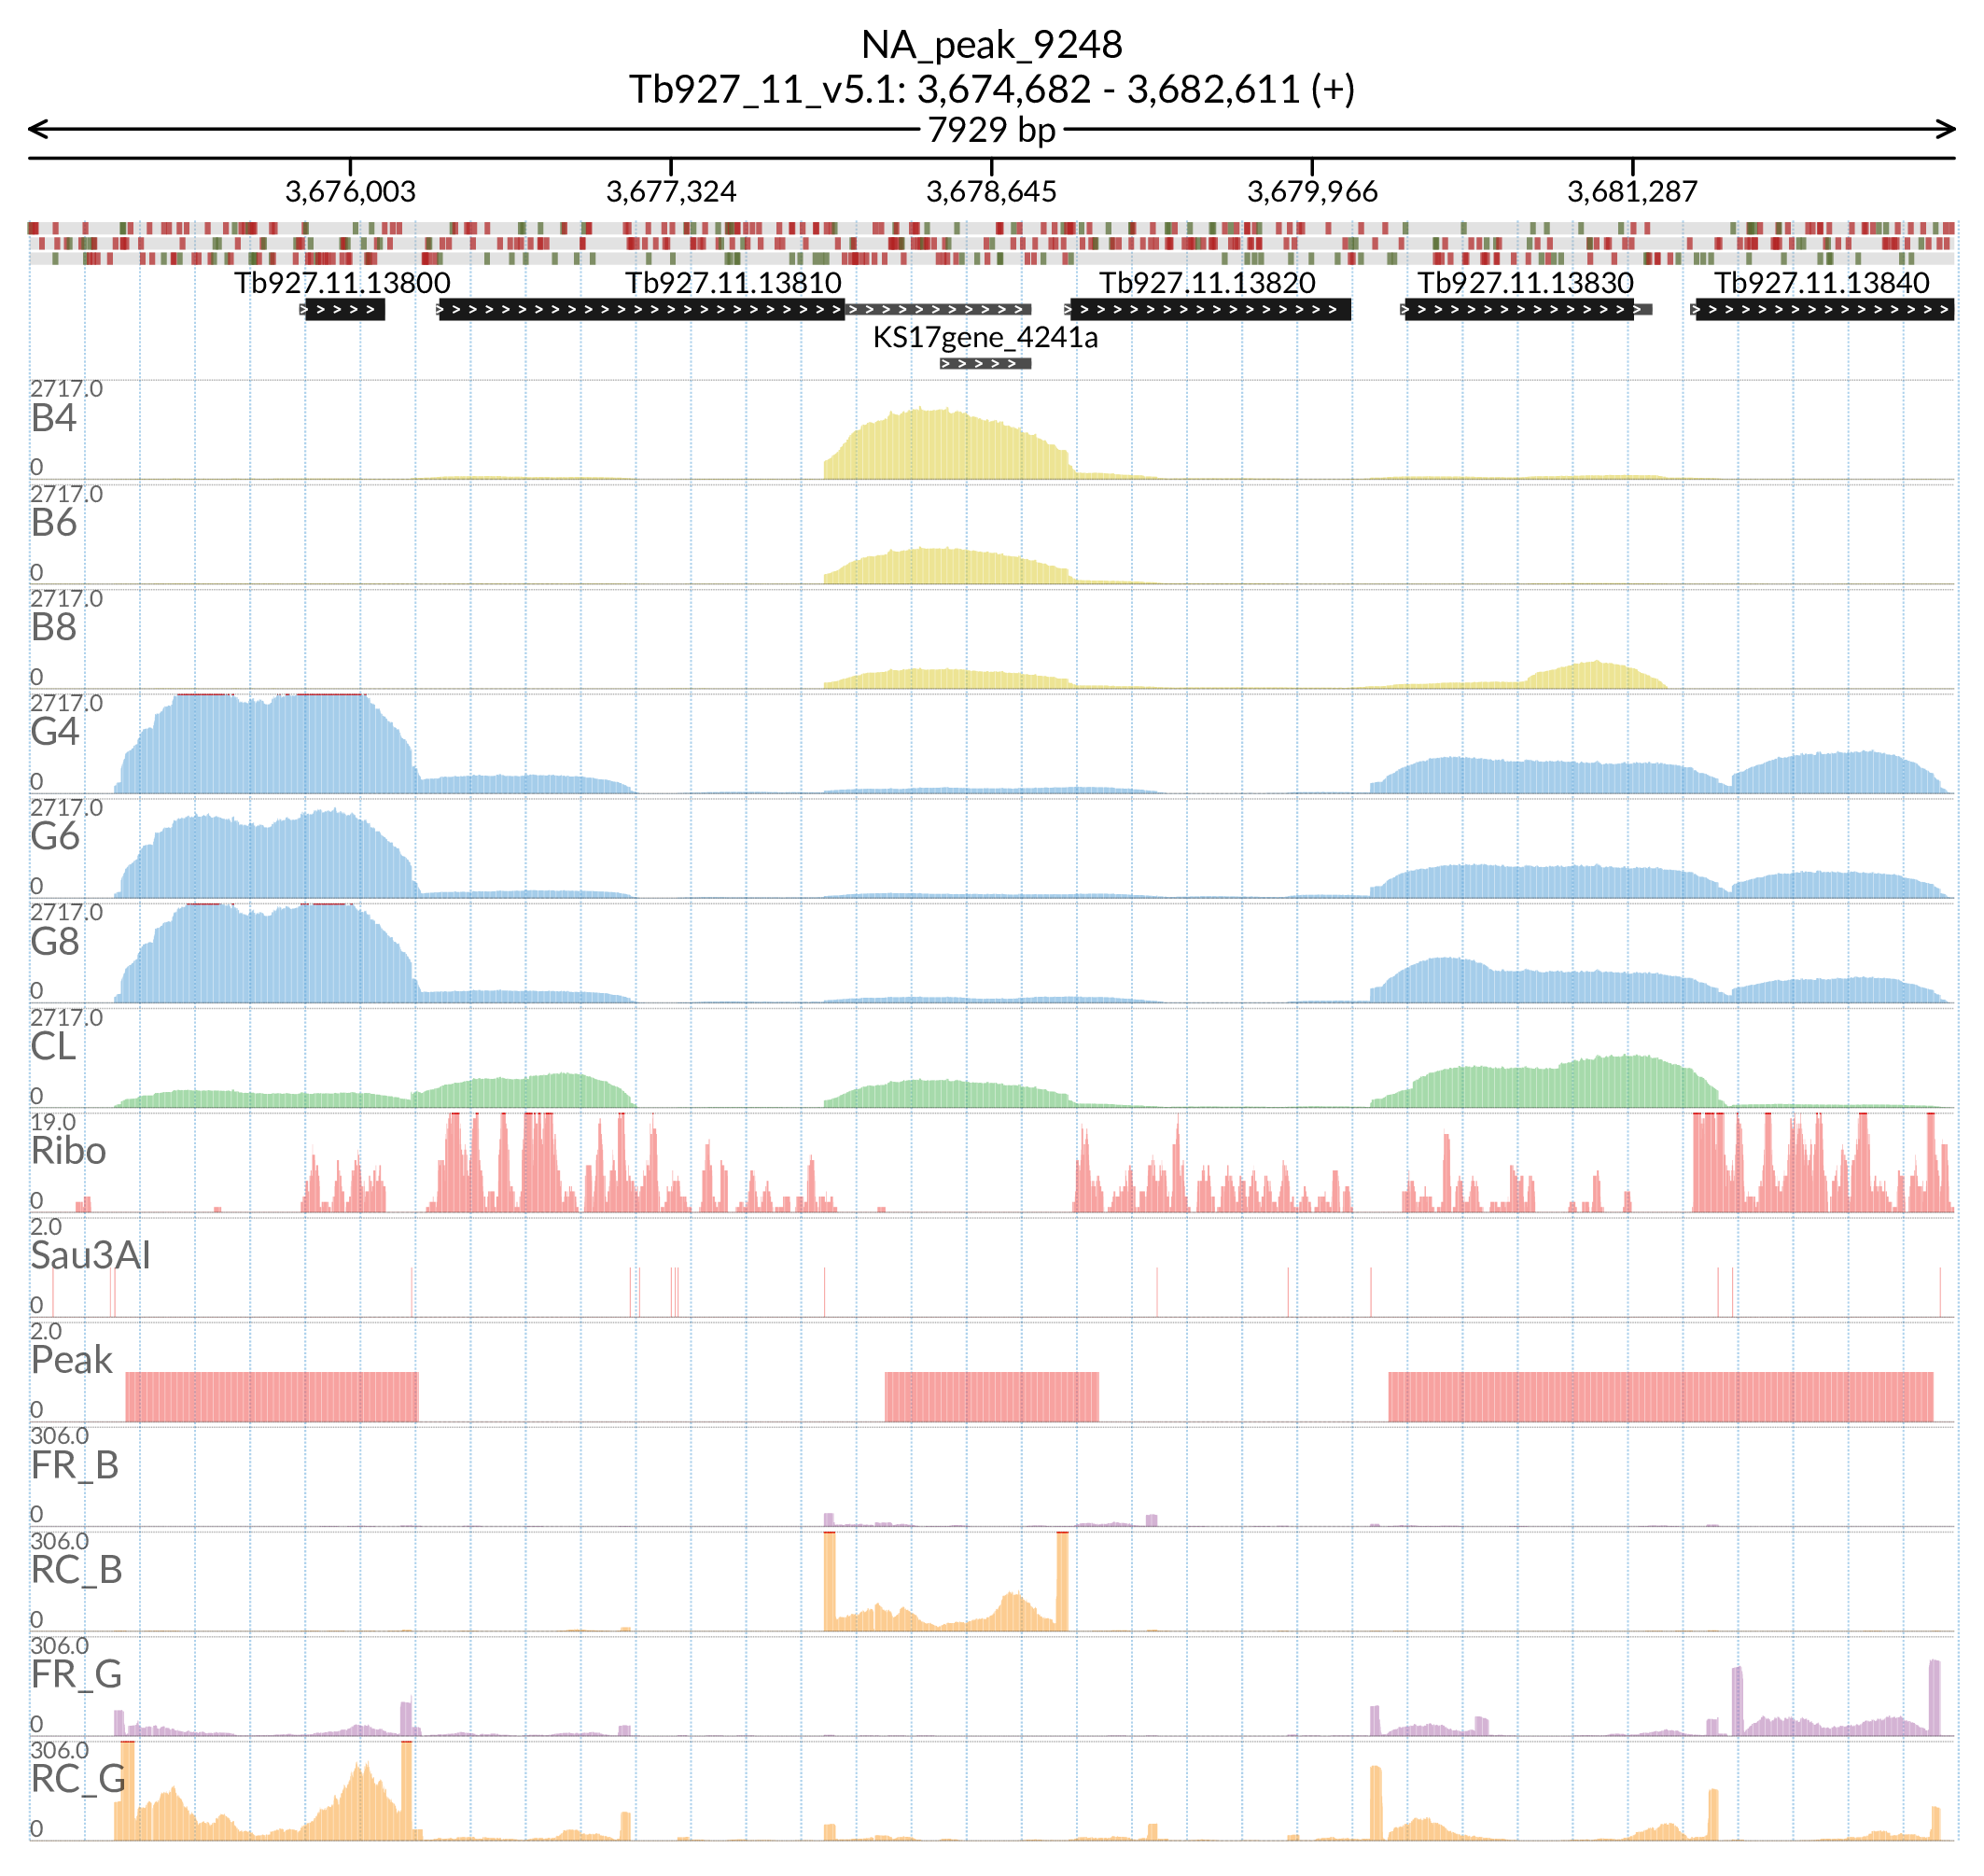 NA_peak_9248
Tb927_11_v5.1: 3,674,682 - 3,682,611 (+)
7929 bp
3,676,003 3,677,324 3,678,645 3,679,966 3,681,287
Tb927.11.13800 Tb927.11.13810 Tb927.11.13820 Tb927.11.13830 Tb927.11.13840
KS17gene_4241a
2717.0
B4
0
2717.0
B6
0
2717.0
B8
0
2717.0
G4
0
2717.0
G6
0
2717.0
G8
0
2717.0
CL
0
19.0
Ribo
0
2.0
Sau3AI
0
2.0
Peak
0
306.0
FR_B
0
306.0
RC_B
0
306.0
FR_G
0
306.0
RC_G
0